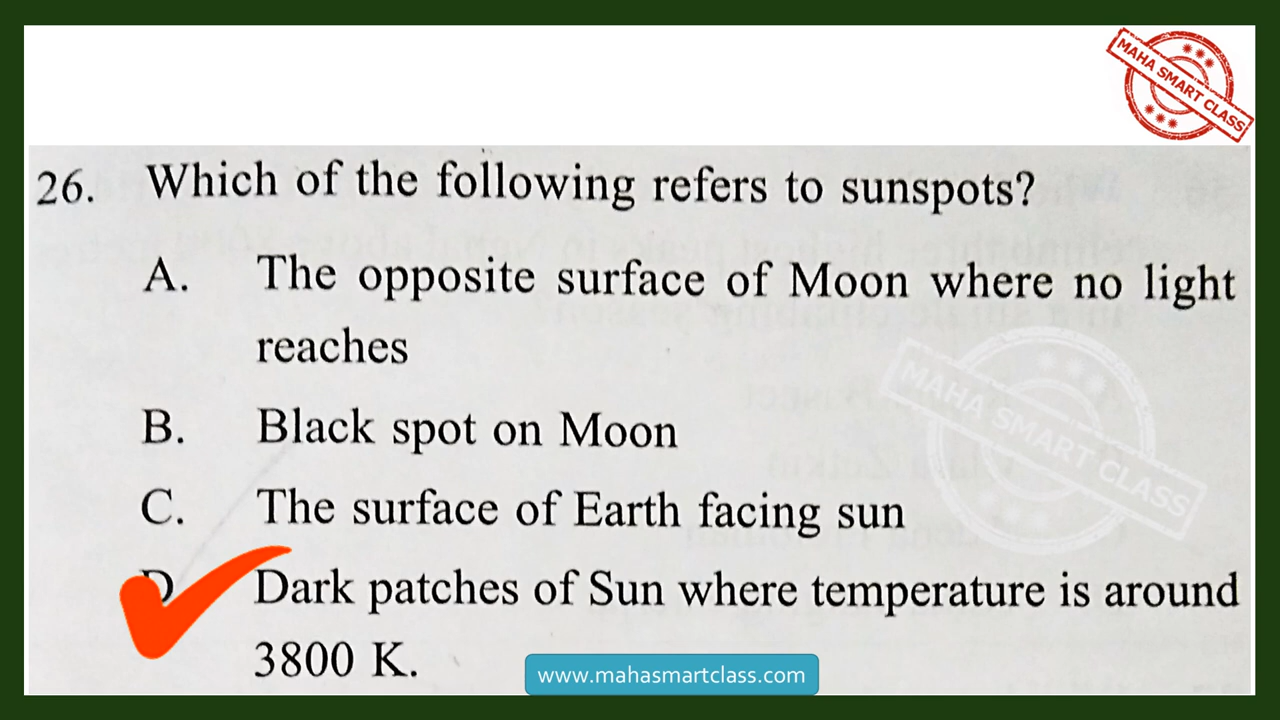 MAHA SMART CLASS
26. Which of the following refers to sunspots?
A. The opposite surface of Moon where no light
reaches
B. Black spot on Moon
MAHA SMART CLASS
C. The surface of Earth facing sun
D. Dark patches of Sun where temperature is around
3800 K.
www.mahasmartclass.com